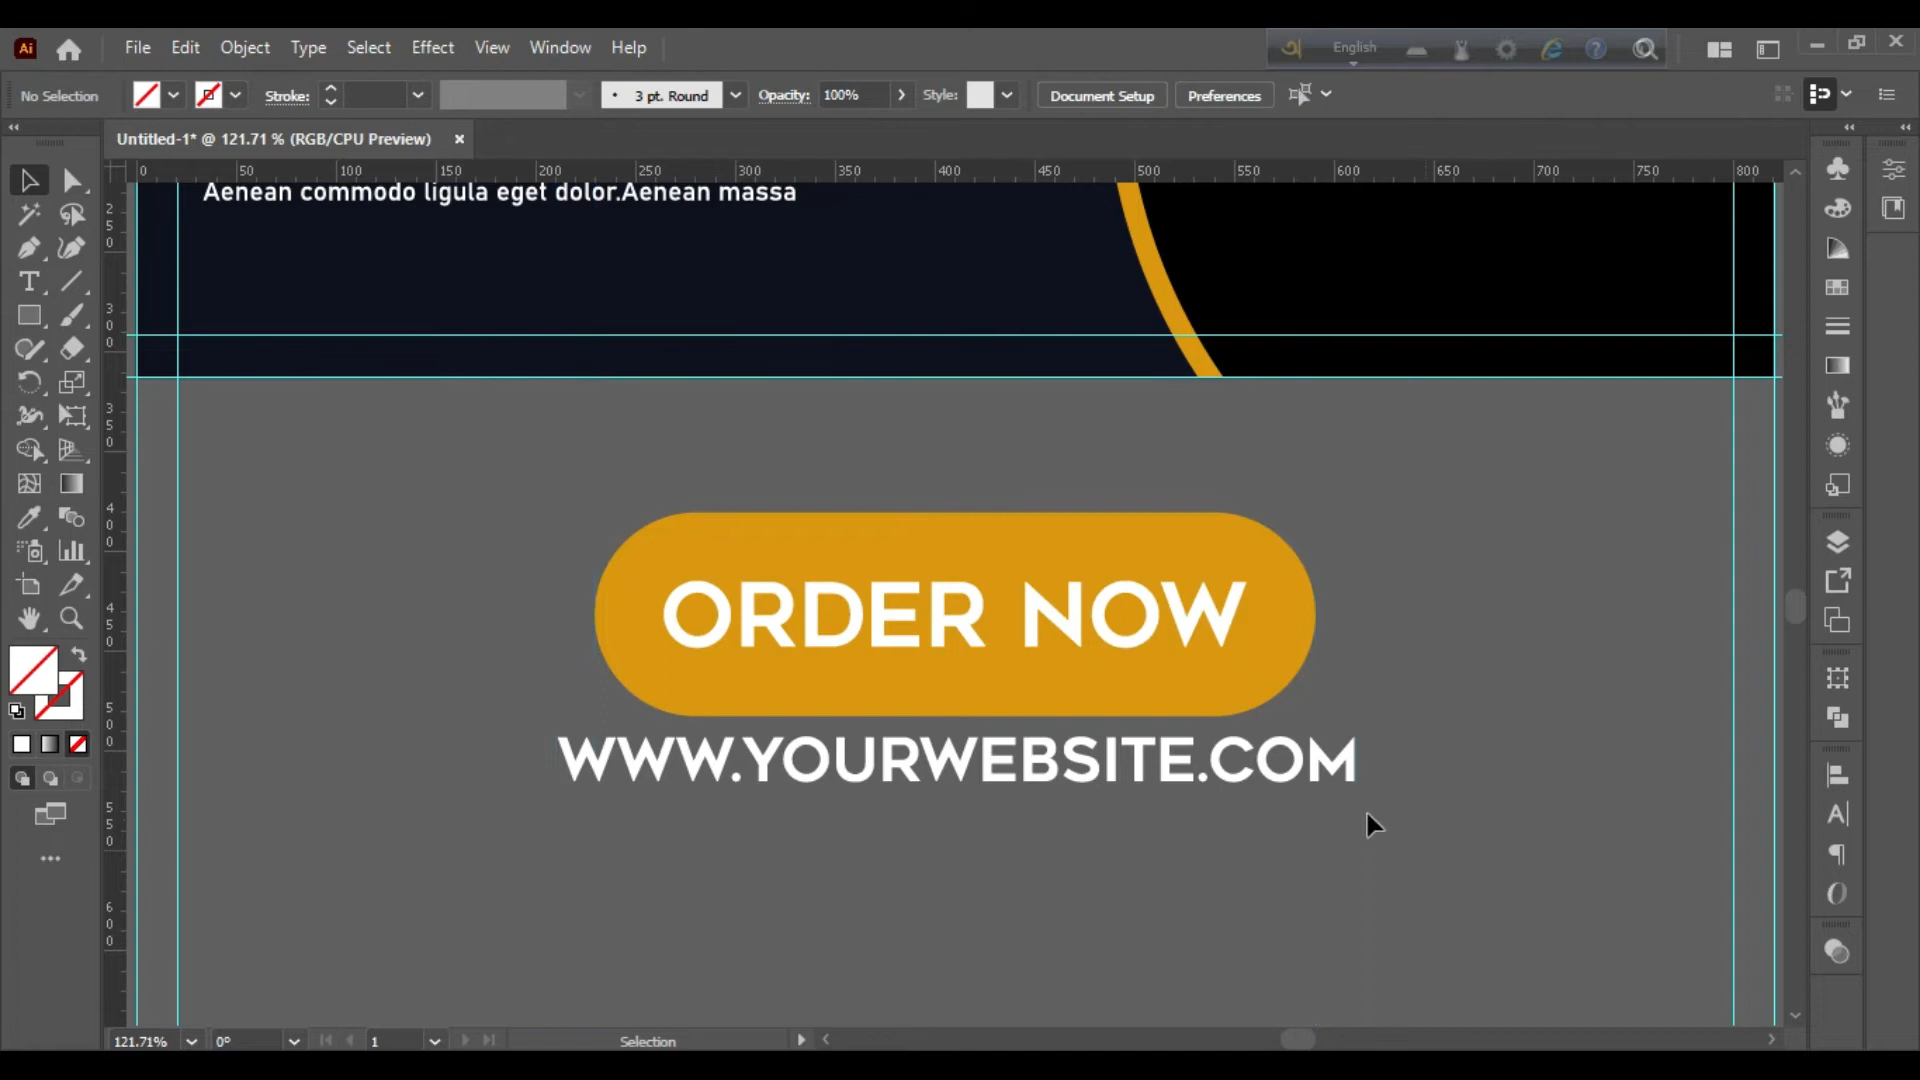 Ai File Edit Object Type Select Effect View Window Help English
No Selection Stroke: 3 pt. Round Opacity: 100% Style: Document Setup Preferences
Untitled-1* @ 121.71 % (RGB/CPU Preview)
0 50 100 150 200 250 300 350 400 450 500 550 600 650 700 750 800
Aenean commodo ligula eget dolor.Aenean massa
250
300
350
400
450
500
550
600
ORDER NOW
WWW.YOURWEBSITE.COM
121.71% 0° 1 Selection